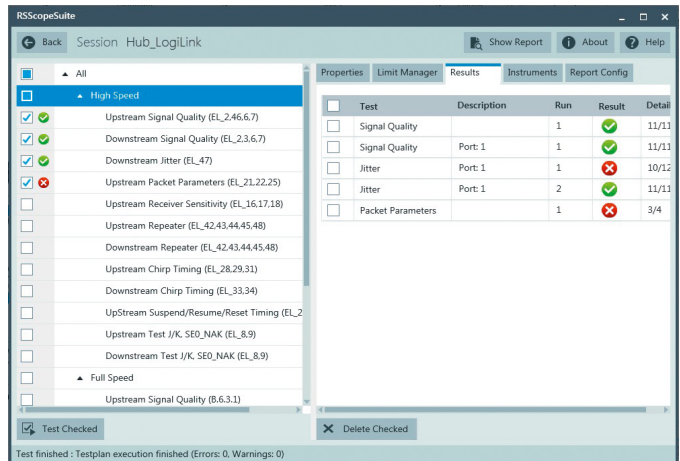 RSScopeSuite
Back Session Hub_LogiLink Show Report About Help
All
High Speed
Upstream Signal Quality (EL_2,46,6,7)
Downstream Signal Quality (EL_2,3,6,7)
Downstream Jitter (EL_47)
Upstream Packet Parameters (EL_21,22,25)
Upstream Receiver Sensitivity (EL_16,17,18)
Upstream Repeater (EL_42,43,44,45,48)
Downstream Repeater (EL_42,43,44,45,48)
Upstream Chirp Timing (EL_28,29,31)
Downstream Chirp Timing (EL_33,34)
UpStream Suspend/Resume/Reset Timing (EL_2
Upstream Test J/K, SE0_NAK (EL_8,9)
Downstream Test J/K, SE0_NAK (EL_8,9)
Full Speed
Upstream Signal Quality (B.6.3.1)
Test Checked
Properties Limit Manager Results Instruments Report Config
Test Description Run Result Detail
Signal Quality 1 11/11
Signal Quality Port: 1 1 11/11
Jitter Port: 1 1 10/12
Jitter Port: 1 2 11/11
Packet Parameters 1 3/4
Delete Checked
Test finished : Testplan execution finished (Errors: 0, Warnings: 0)